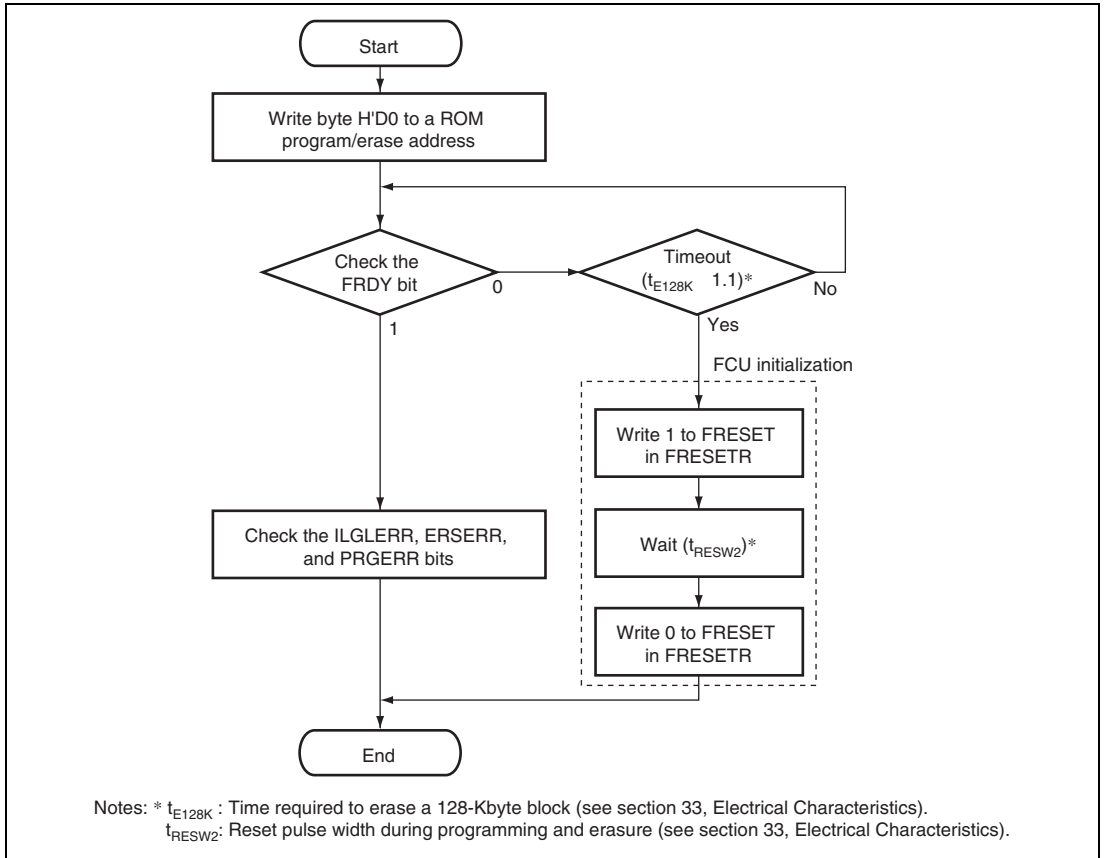 Start
Write byte H'D0 to a ROM
program/erase address
Check the
FRDY bit
0
1
Timeout
(tE128K 1.1)*
No
Yes
FCU initialization
Write 1 to FRESET
in FRESETR
Wait (tRESW2)*
Write 0 to FRESET
in FRESETR
Check the ILGLERR, ERSERR,
and PRGERR bits
End
Notes: * tE128K : Time required to erase a 128-Kbyte block (see section 33, Electrical Characteristics).
tRESW2: Reset pulse width during programming and erasure (see section 33, Electrical Characteristics).